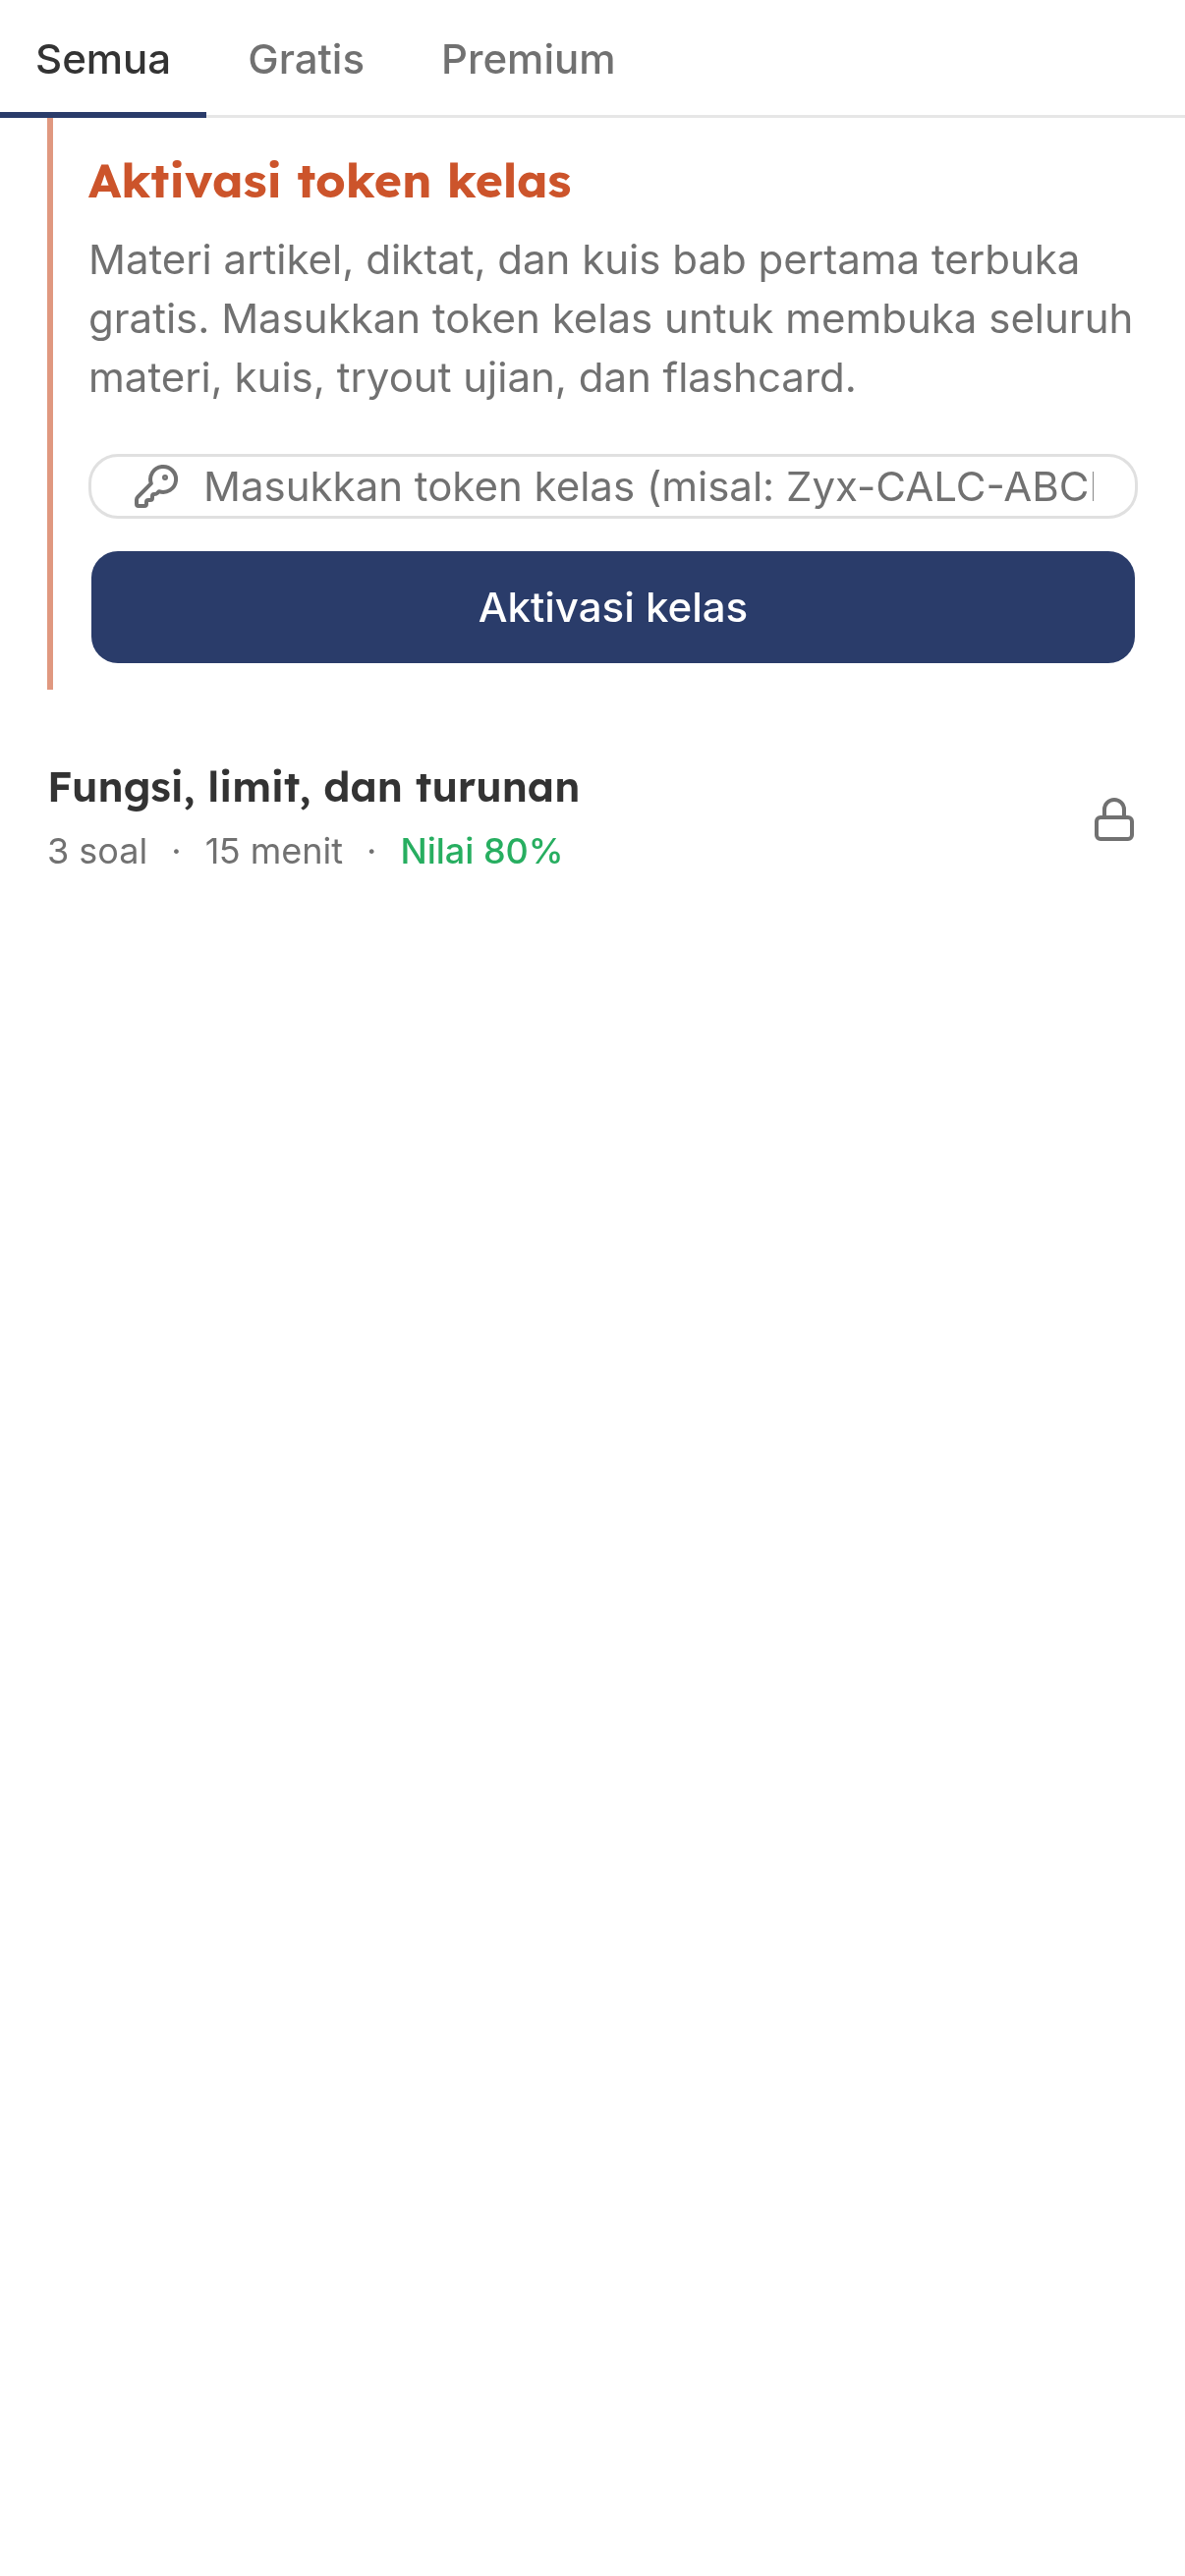 Semua Gratis Premium
Aktivasi token kelas
Materi artikel, diktat, dan kuis bab pertama terbuka
gratis. Masukkan token kelas untuk membuka seluruh
materi, kuis, tryout ujian, dan flashcard.
Masukkan token kelas (misal: Zyx-CALC-ABC
Aktivasi kelas
Fungsi, limit, dan turunan
3 soal · 15 menit · Nilai 80%